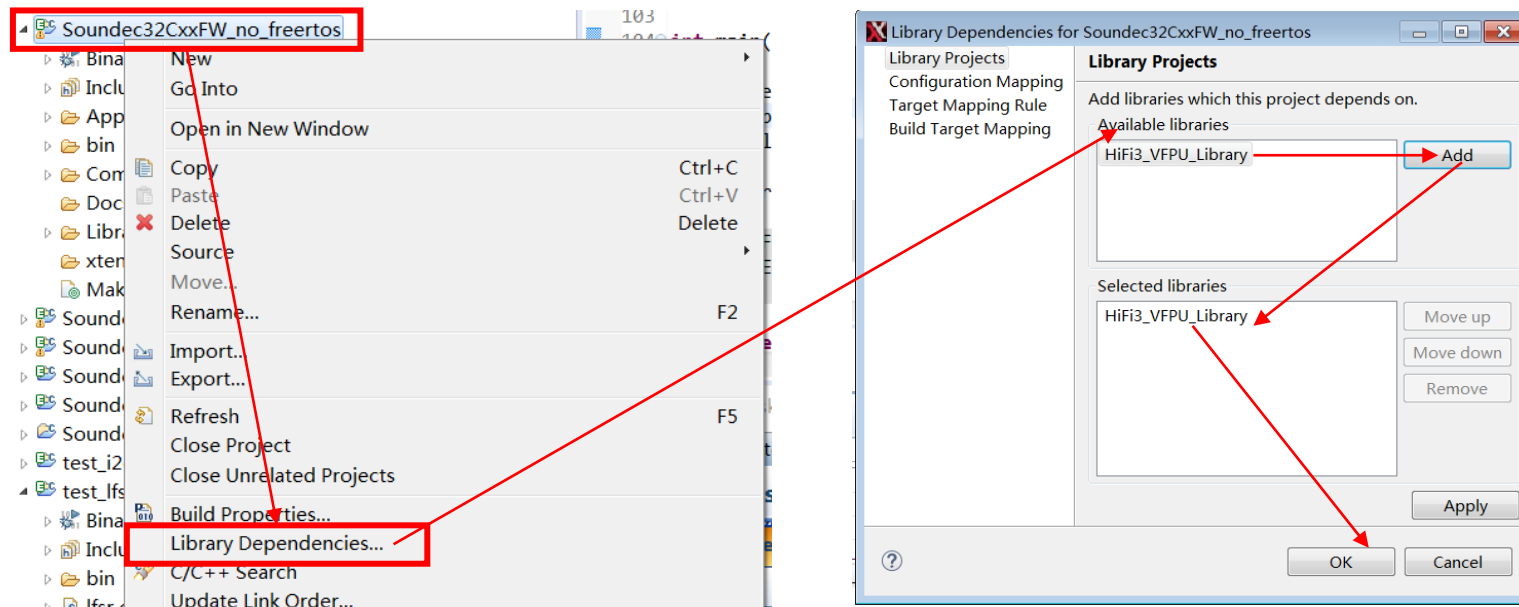 Soundec32CxxFW_no_freertos
Bina
Inclu
App
bin
Com
Doc
Libra
xten
Mak
Sound
Sound
Sound
Sound
Sound
test_i2
test_lfs
Bina
Inclu
bin
lfsr
New
Go Into
Open in New Window
Copy Ctrl+C
Paste Ctrl+V
Delete Delete
Source
Move...
Rename... F2
Import...
Export...
Refresh F5
Close Project
Close Unrelated Projects
Build Properties...
Library Dependencies...
C/C++ Search
Update Link Order...
103
int main(
Library Dependencies for Soundec32CxxFW_no_freertos
Library Projects
Configuration Mapping
Target Mapping Rule
Build Target Mapping
Library Projects
Add libraries which this project depends on.
Available libraries
HiFi3_VFPU_Library
Add
Selected libraries
HiFi3_VFPU_Library
Move up
Move down
Remove
Apply
OK
Cancel